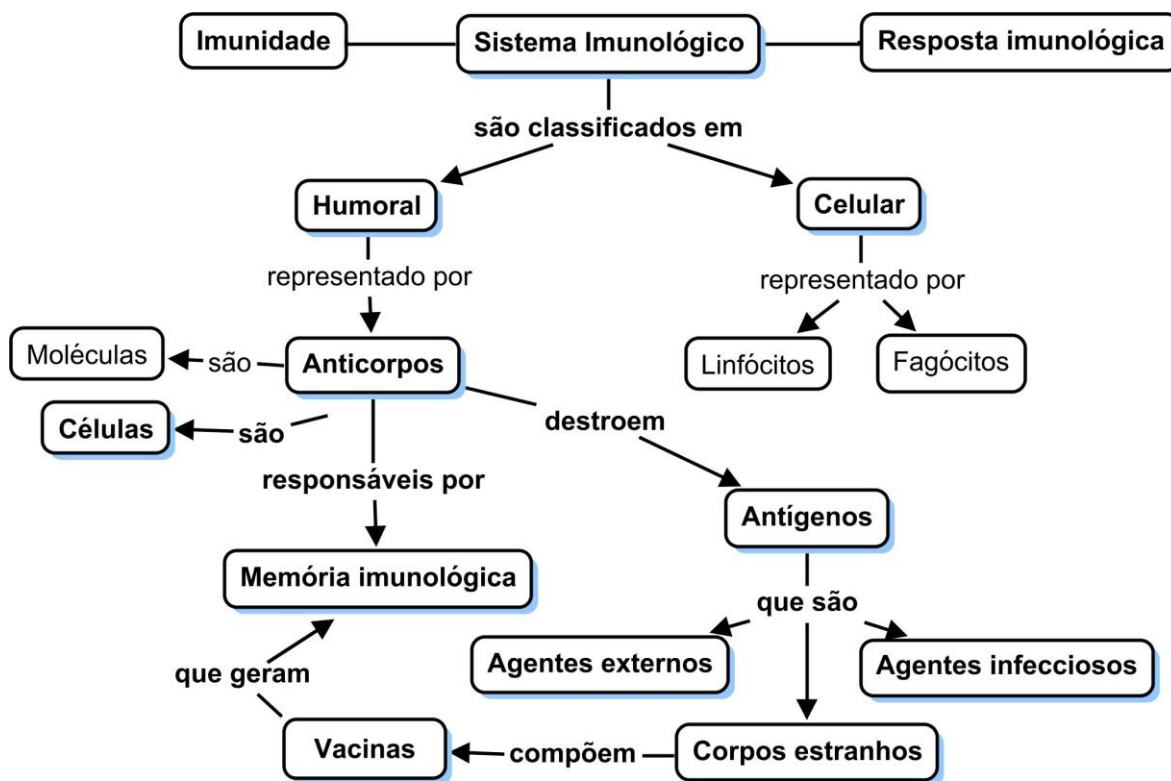 Imunidade
Sistema Imunológico
Resposta imunológica
são classificados em
Humoral
Celular
representado por
representado por
Moléculas
são
Anticorpos
Linfócitos
Fagócitos
Células
são
destroem
responsáveis por
Antígenos
Memória imunológica
que são
Agentes externos
Agentes infecciosos
que geram
Vacinas
compõem
Corpos estranhos